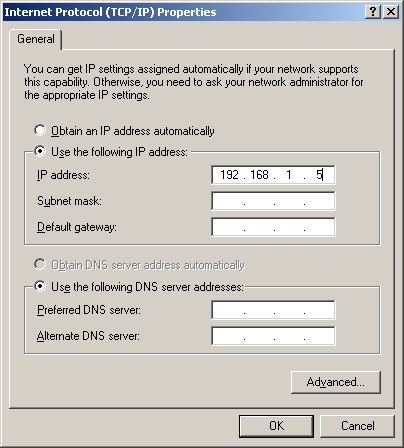 Internet Protocol (TCP/IP) Properties
General
You can get IP settings assigned automatically if your network supports
this capability. Otherwise, you need to ask your network administrator for
the appropriate IP settings.
Obtain an IP address automatically
Use the following IP address:
IP address: 192 . 168 . 1 . 5
Subnet mask: . . .
Default gateway: . . .
Obtain DNS server address automatically
Use the following DNS server addresses:
Preferred DNS server: . . .
Alternate DNS server: . . .
Advanced...
OK Cancel